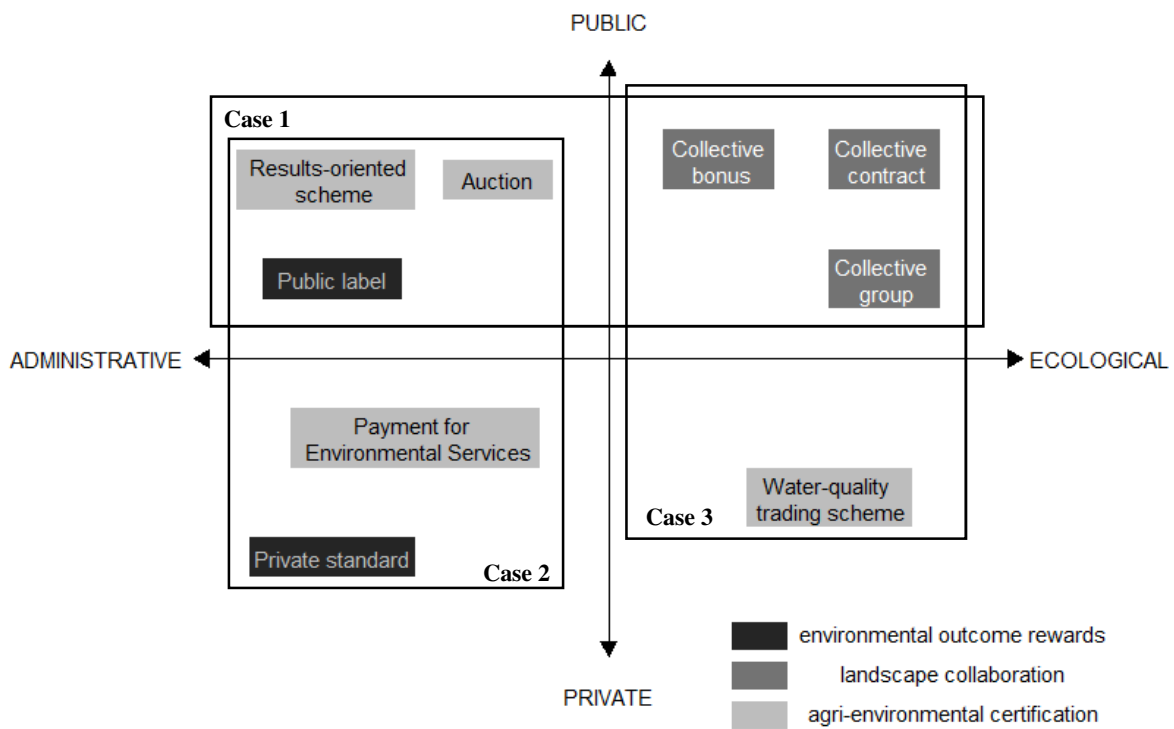 PUBLIC
Case 1
Results-oriented
scheme
Auction
Collective
bonus
Collective
contract
Public label
Collective
group
ADMINISTRATIVE
ECOLOGICAL
Payment for
Environmental Services
Water-quality
trading scheme
Case 3
Private standard
Case 2
environmental outcome rewards
landscape collaboration
PRIVATE
agri-environmental certification